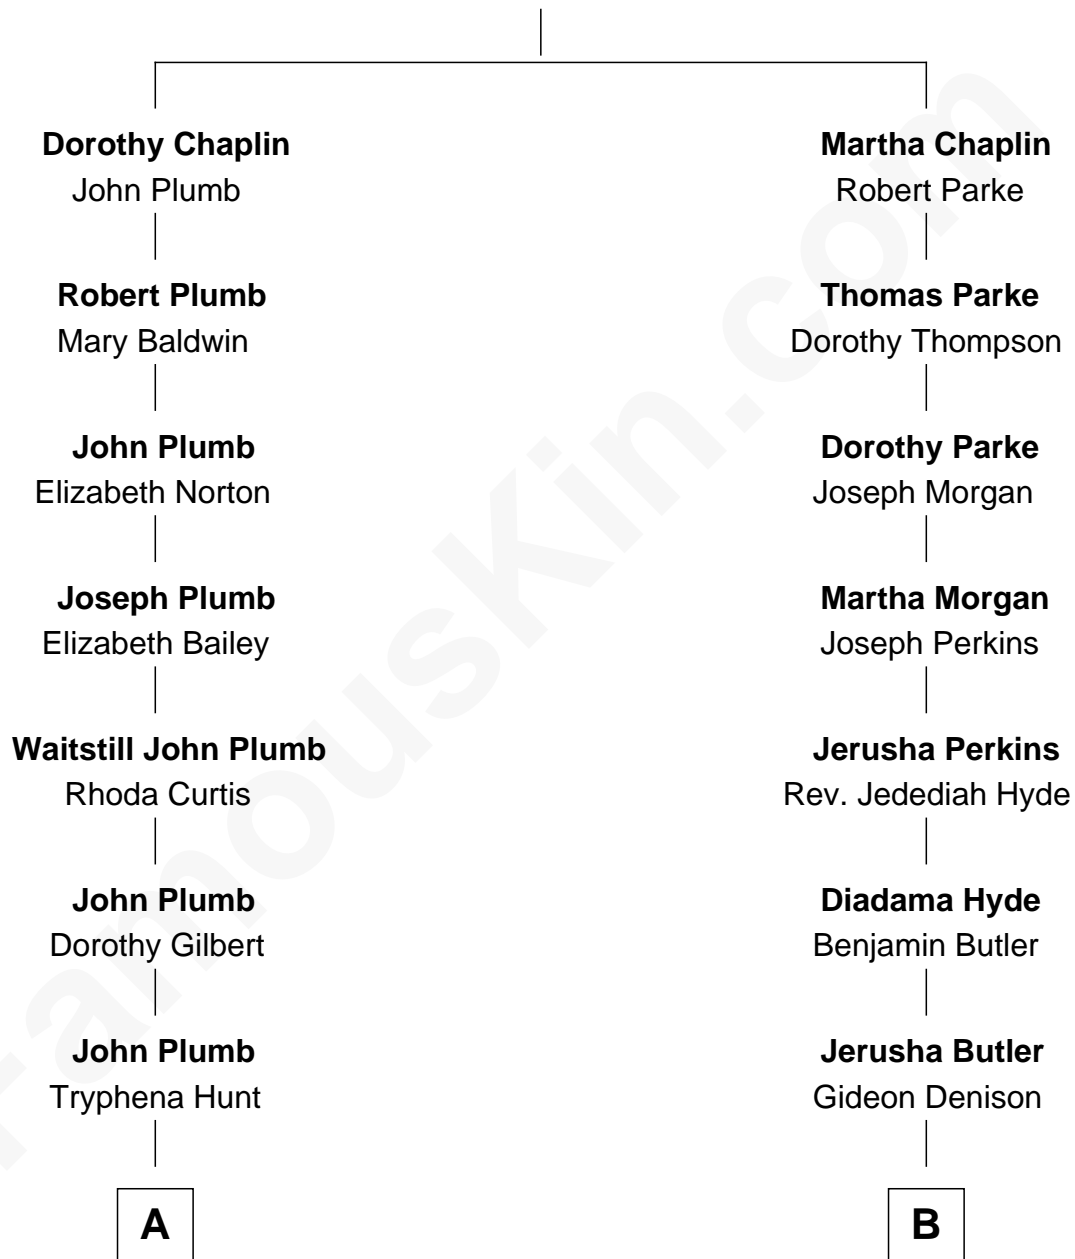 Dorothy Chaplin
John Plumb
Martha Chaplin
Robert Parke
Robert Plumb
Mary Baldwin
Thomas Parke
Dorothy Thompson
John Plumb
Elizabeth Norton
Dorothy Parke
Joseph Morgan
Joseph Plumb
Elizabeth Bailey
Martha Morgan
Joseph Perkins
Waitstill John Plumb
Rhoda Curtis
Jerusha Perkins
Rev. Jedediah Hyde
John Plumb
Dorothy Gilbert
Diadama Hyde
Benjamin Butler
John Plumb
Tryphena Hunt
Jerusha Butler
Gideon Denison
A
B
FamousKin.com